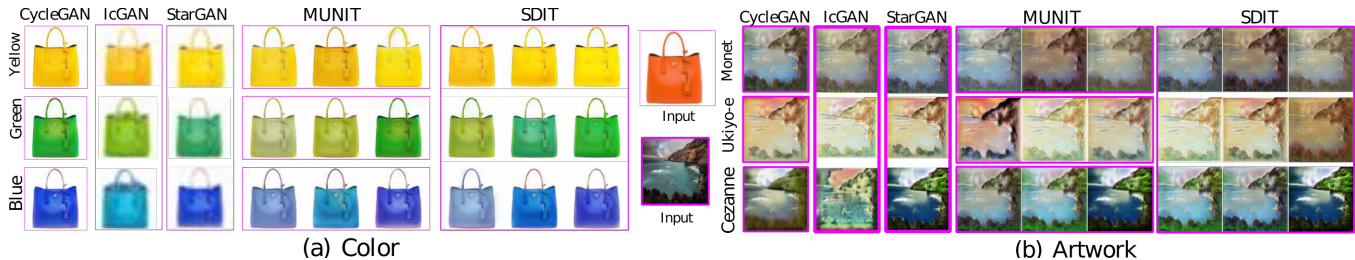 CycleGAN IcGAN StarGAN MUNIT SDIT
Yellow
Green
Blue
Input
Input
(a) Color
CycleGAN IcGAN StarGAN MUNIT SDIT
Monet
Ukiyo-e
Cezanne
(b) Artwork